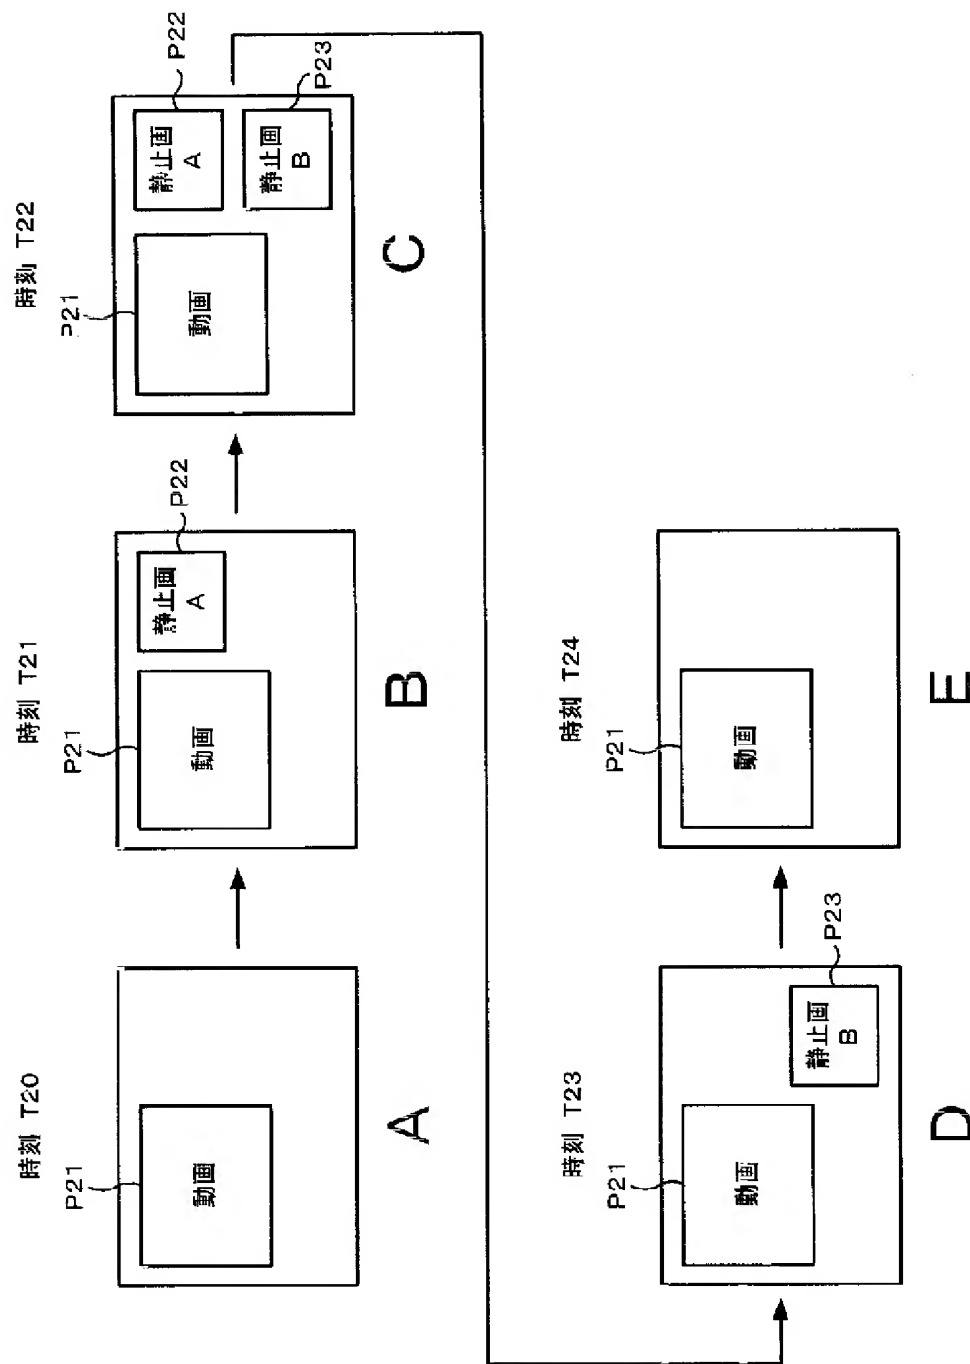 時刻 T20
P21
動画
A
時刻 T21
P21
動画
静止画
A
P22
B
時刻 T22
P21
動画
静止画
A
P22
静止画
B
P23
C
時刻 T23
P21
動画
静止画
B
P23
D
時刻 T24
P21
動画
E